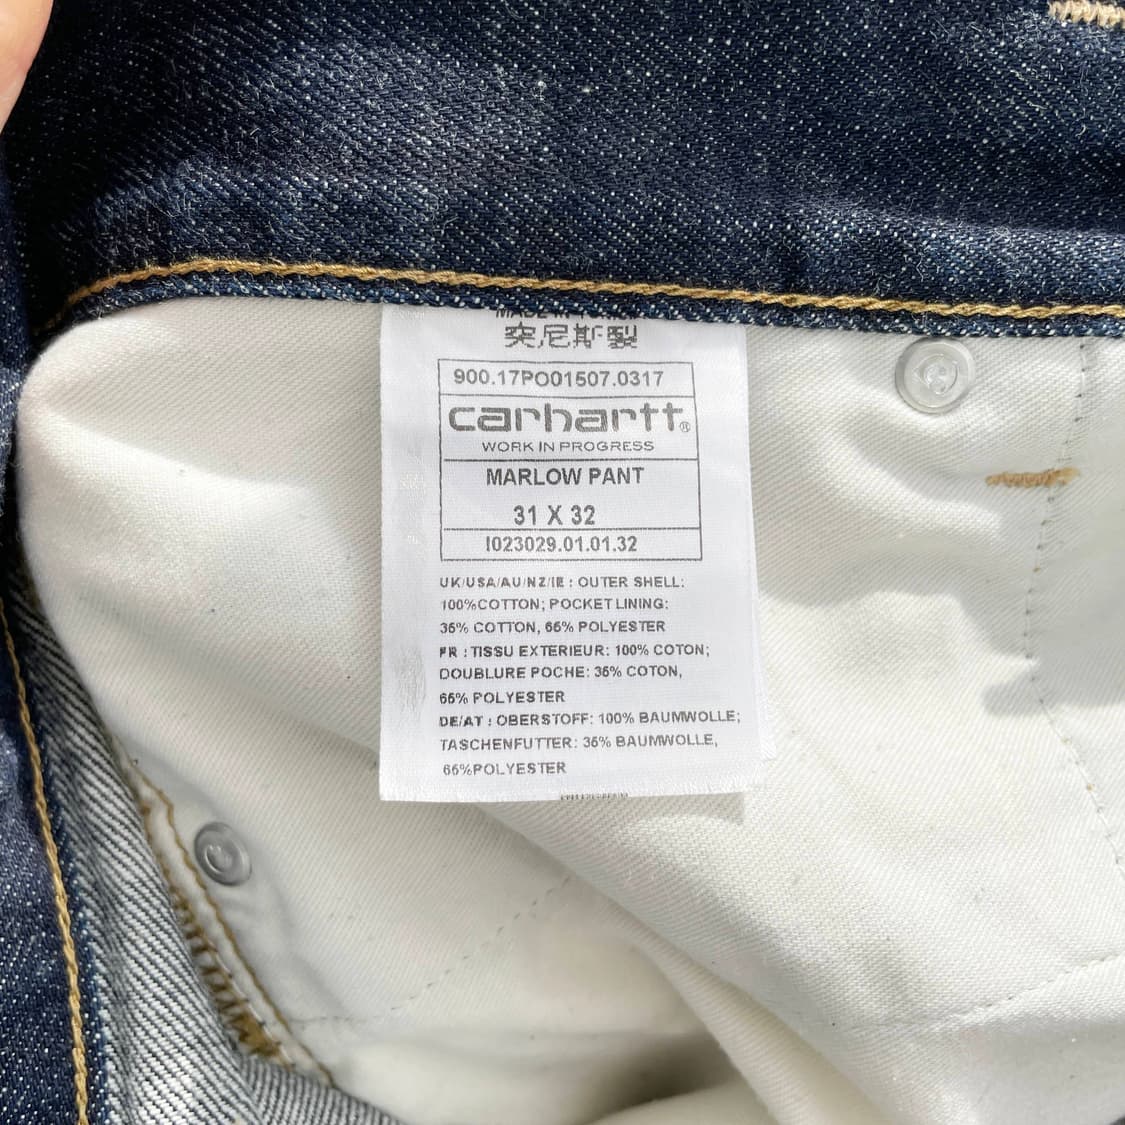 MADE IN
突尼斯製
900.17PO01507.0317
carhartt®
WORK IN PROGRESS
MARLOW PANT
31 X 32
I023029.01.01.32
UK/USA/AU/NZ/IE : OUTER SHELL:
100%COTTON; POCKET LINING:
35% COTTON, 65% POLYESTER
FR : TISSU EXTERIEUR: 100% COTON;
DOUBLURE POCHE: 35% COTON,
65% POLYESTER
DE/AT : OBERSTOFF: 100% BAUMWOLLE;
TASCHENFUTTER: 35% BAUMWOLLE,
65%POLYESTER